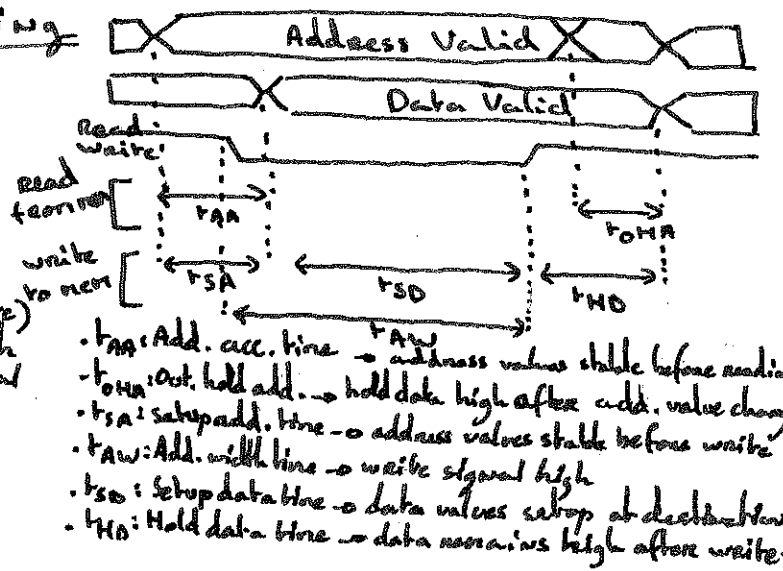 ing
Address Valid
Data Valid
Read
write
Read
from mem
tAA
tOHA
write
to mem
tSA
tSD
tHD
tAW
• tAA: Add. acc. time → address values stable before readi
- tOHA: Out. hold add. → hold data high after add. value chang
• tSA: Setup add. time → address values stable before write
• tAW: Add. width time → write signal high
• tSD: Setup data time → data values setup at destination
• tHD: Hold data time → data remains high after write.